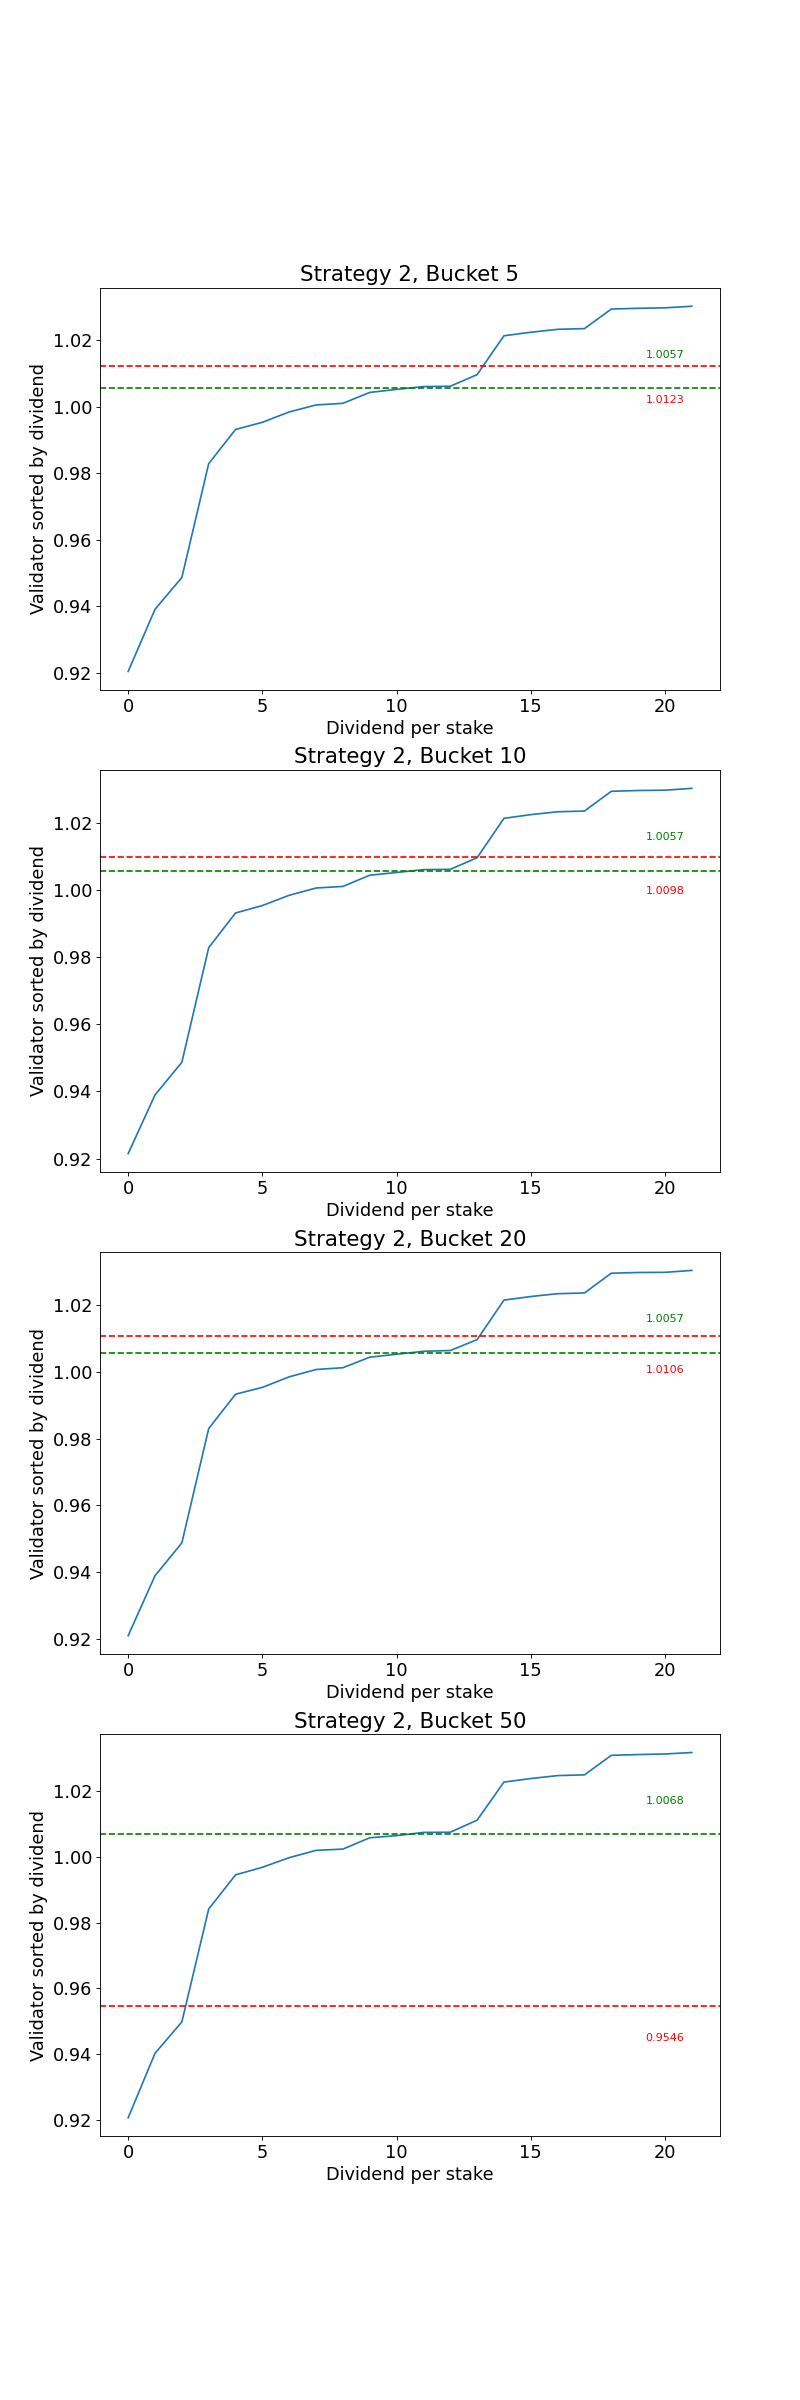 Strategy 2, Bucket 5
Validator sorted by dividend
1.02
1.00
0.98
0.96
0.94
0.92
1.0057
1.0123
0 5 10 15 20
Dividend per stake
Strategy 2, Bucket 10
Validator sorted by dividend
1.02
1.00
0.98
0.96
0.94
0.92
1.0057
1.0098
0 5 10 15 20
Dividend per stake
Strategy 2, Bucket 20
Validator sorted by dividend
1.02
1.00
0.98
0.96
0.94
0.92
1.0057
1.0106
0 5 10 15 20
Dividend per stake
Strategy 2, Bucket 50
Validator sorted by dividend
1.02
1.00
0.98
0.96
0.94
0.92
1.0068
0.9546
0 5 10 15 20
Dividend per stake